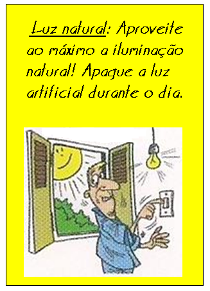 Luz natural: Aproveite
ao máximo a iluminação
natural! Apague a luz
artificial durante o dia.